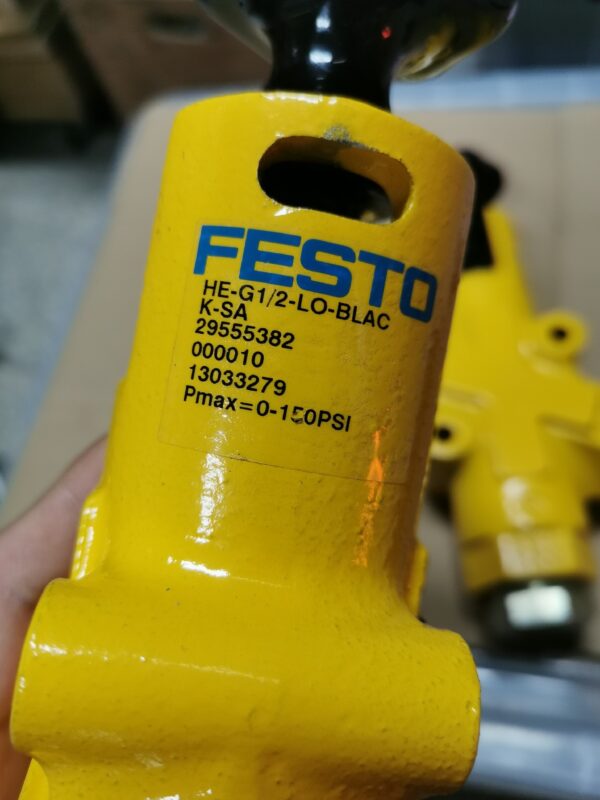 FESTO
HE-G1/2-LO-BLAC
K-SA
29555382
000010
13033279
Pmax=0-150PSI